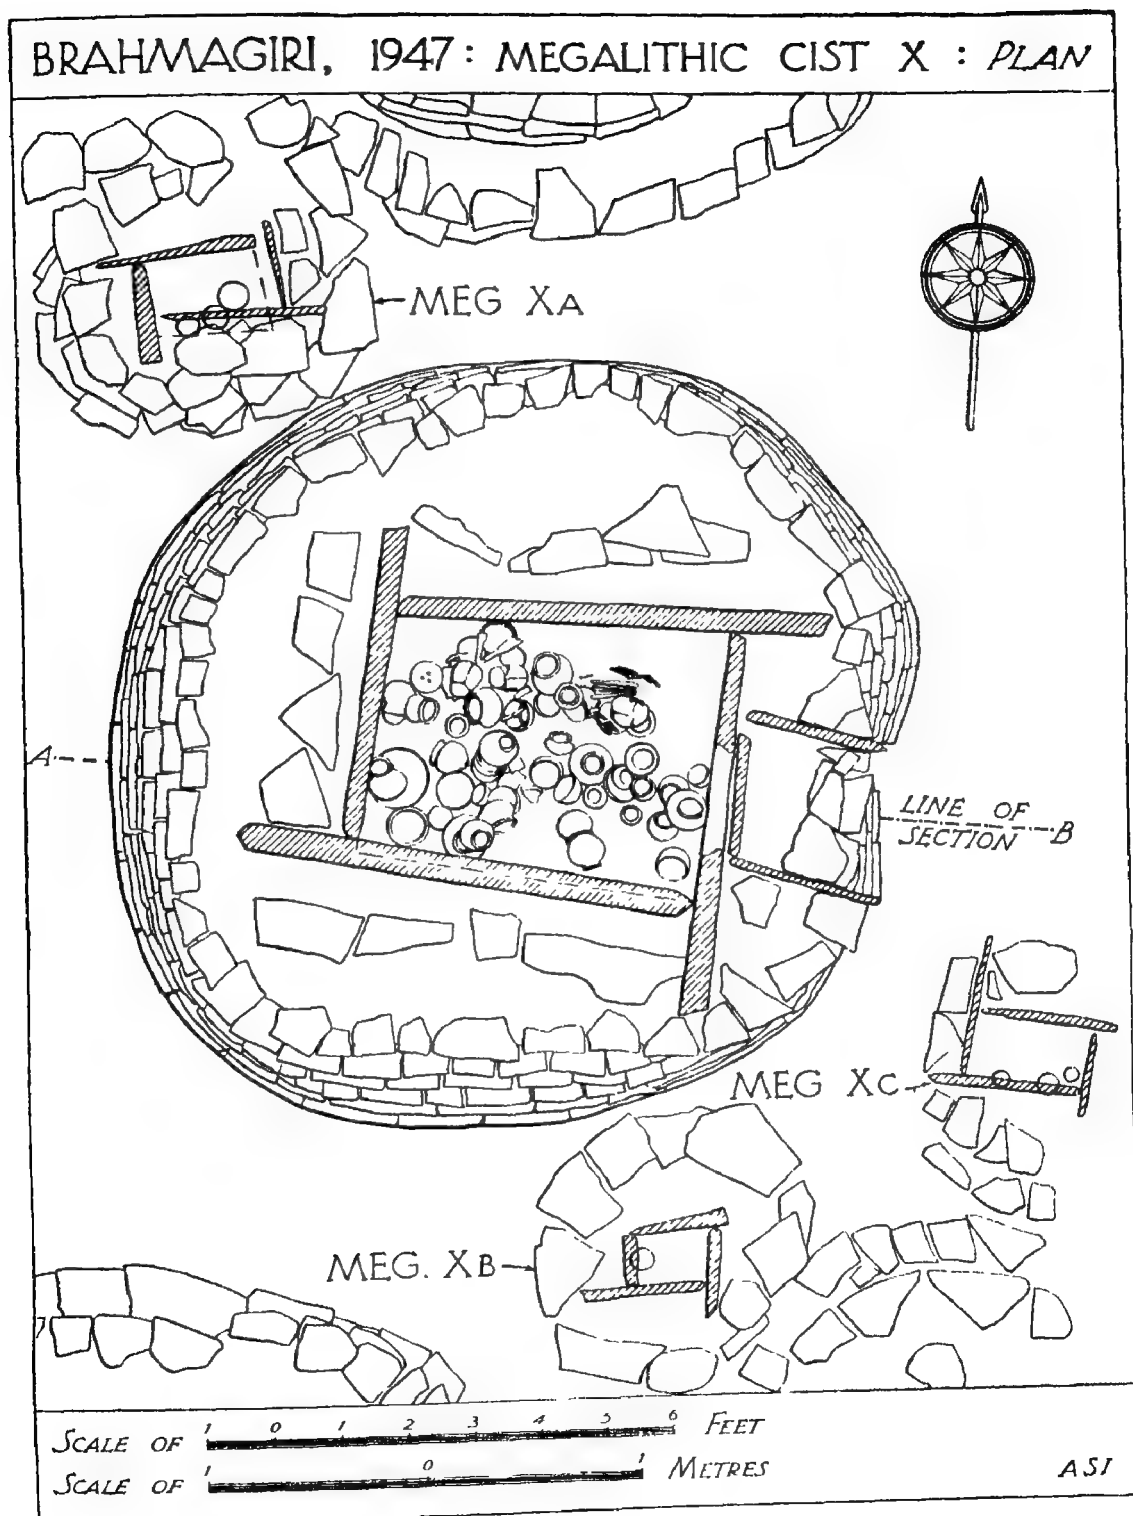 BRAHMAGIRI, 1947: MEGALITHIC CIST X : PLAN
MEG XA
A
LINE OF
SECTION
B
MEG XC
MEG. XB
1 0 1 2 3 4 5 6
SCALE OF FEET
1 0 1
SCALE OF METRES
ASI